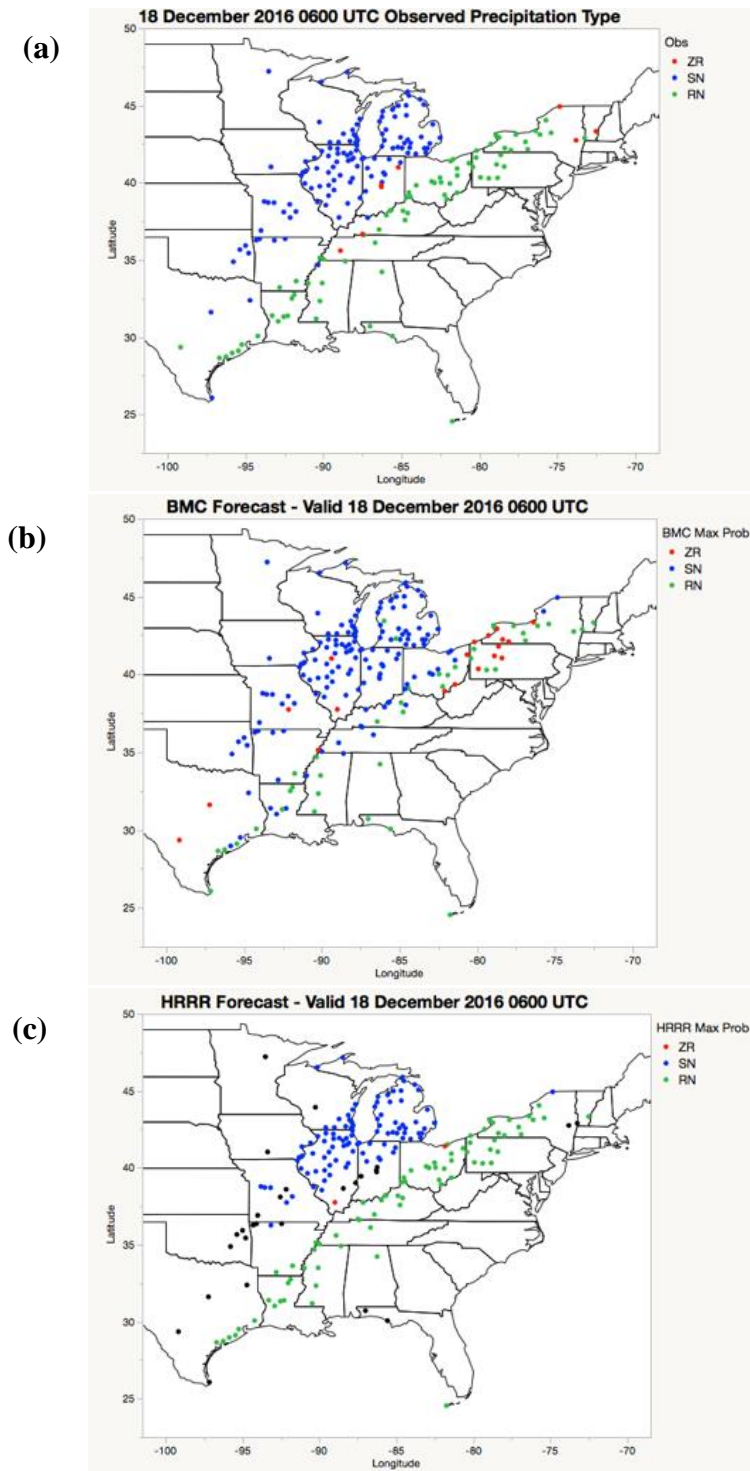 (a)
18 December 2016 0600 UTC Observed Precipitation Type
Obs
ZR
SN
RN
50
45
40
35
30
25
Latitude
-100 -95 -90 -85 -80 -75 -70
Longitude
(b)
BMC Forecast - Valid 18 December 2016 0600 UTC
BMC Max Prob
ZR
SN
RN
50
45
40
35
30
25
Latitude
-100 -95 -90 -85 -80 -75 -70
Longitude
(c)
HRRR Forecast - Valid 18 December 2016 0600 UTC
HRRR Max Prob
ZR
SN
RN
50
45
40
35
30
25
Latitude
-100 -95 -90 -85 -80 -75 -70
Longitude